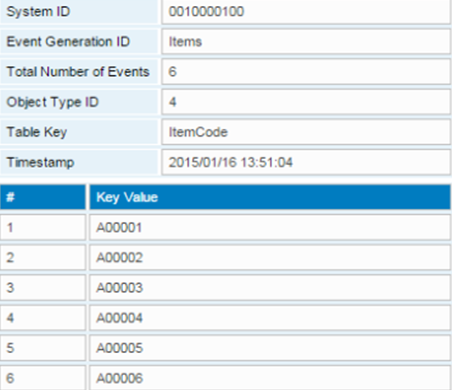 System ID 0010000100
Event Generation ID Items
Total Number of Events 6
Object Type ID 4
Table Key ItemCode
Timestamp 2015/01/16 13:51:04
# Key Value
1 A00001
2 A00002
3 A00003
4 A00004
5 A00005
6 A00006